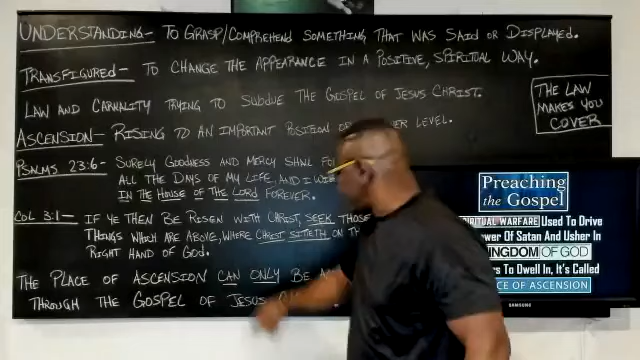 UNDERSTANDING- TO GRASP/COMPREHEND SOMETHING THAT WAS SAID OR DISPLAYED.
TRANSFIGURED- TO CHANGE THE APPEARANCE IN A POSITIVE, SPIRITUAL WAY.
LAW AND CARNALITY TRYING TO SUBDUE THE GOSPEL OF JESUS CHRIST.
ASCENSION- RISING TO AN IMPORTANT POSITION OR LEVEL.
PSALMS 23:6- SURELY GOODNESS AND MERCY SHALL
ALL THE DAYS OF MY LIFE, AND I
IN THE HOUSE OF THE LORD FOREVER.
COL 3:1- IF YE THEN BE RISEN WITH CHRIST, SEEK THOSE
THINGS WHICH ARE ABOVE, WHERE CHRIST SITTETH ON
RIGHT HAND OF GOD.
THE PLACE OF ASCENSION CAN ONLY BE
THROUGH THE GOSPEL OF JESUS
THE LAW
MAKES YOU
COVER
Preaching
the Gospel
WARFARE Used To Drive
Of Satan And Usher In
OF GOD
To Dwell In, It's Called
OF ASCENSION
SAMSUNG